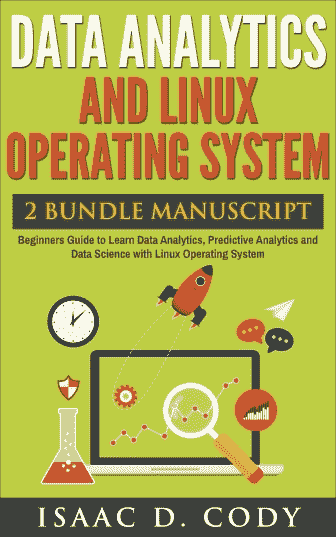 DATA ANALYTICS
AND LINUX
OPERATING SYSTEM
2 BUNDLE MANUSCRIPT
Beginners Guide to Learn Data Analytics, Predictive Analytics and
Data Science with Linux Operating System
ISAAC D. CODY